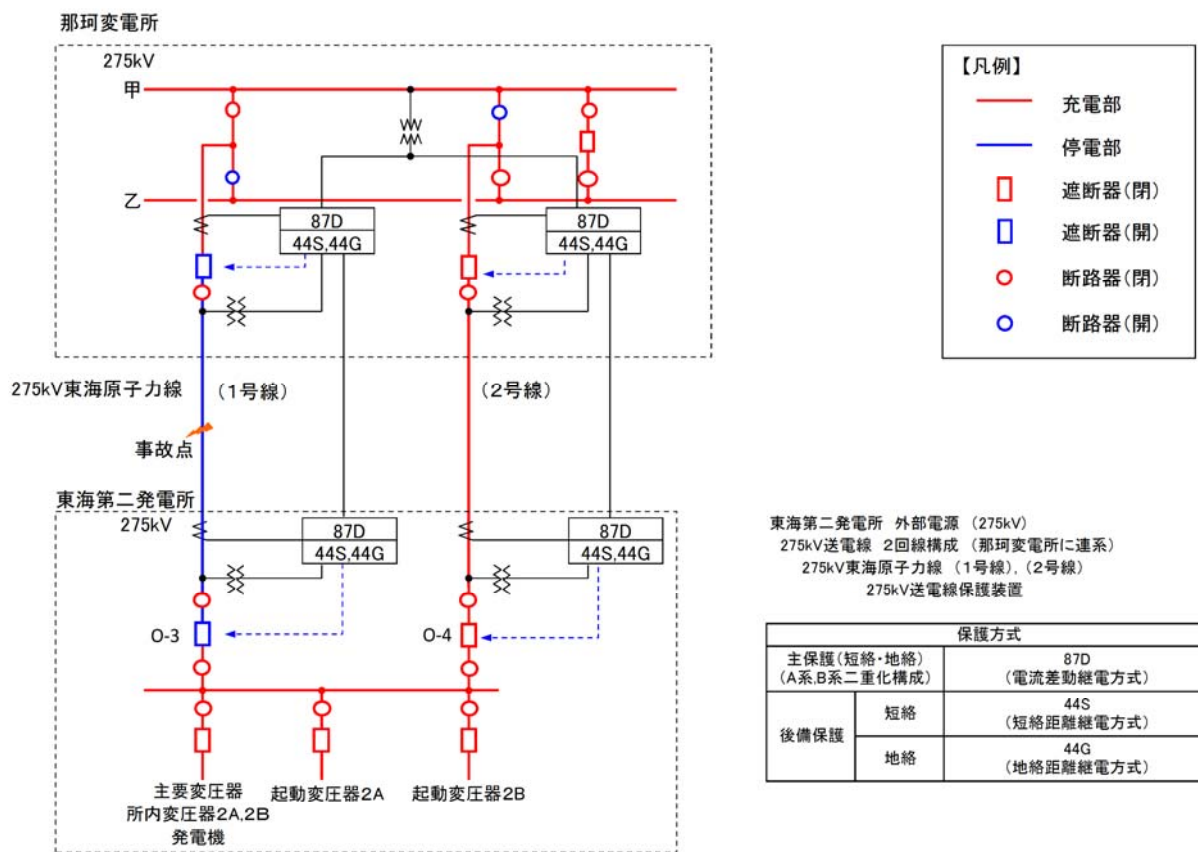 那珂変電所
275kV
甲
乙
87D
44S,44G
87D
44S,44G
275kV東海原子力線
(1号線)
(2号線)
事故点
東海第二発電所
275kV
87D
44S,44G
87D
44S,44G
O-3
O-4
主要変圧器
所内変圧器2A,2B
発電機
起動変圧器2A
起動変圧器2B
【凡例】
充電部
停電部
遮断器(閉)
遮断器(開)
断路器(閉)
断路器(開)
東海第二発電所 外部電源 (275kV)
275kV送電線 2回線構成 (那珂変電所に連系)
275kV東海原子力線 (1号線), (2号線)
275kV送電線保護装置
保護方式
主保護(短絡・地絡)
(A系,B系二重化構成)
87D
(電流差動継電方式)
後備保護
短絡
44S
(短絡距離継電方式)
地絡
44G
(地絡距離継電方式)